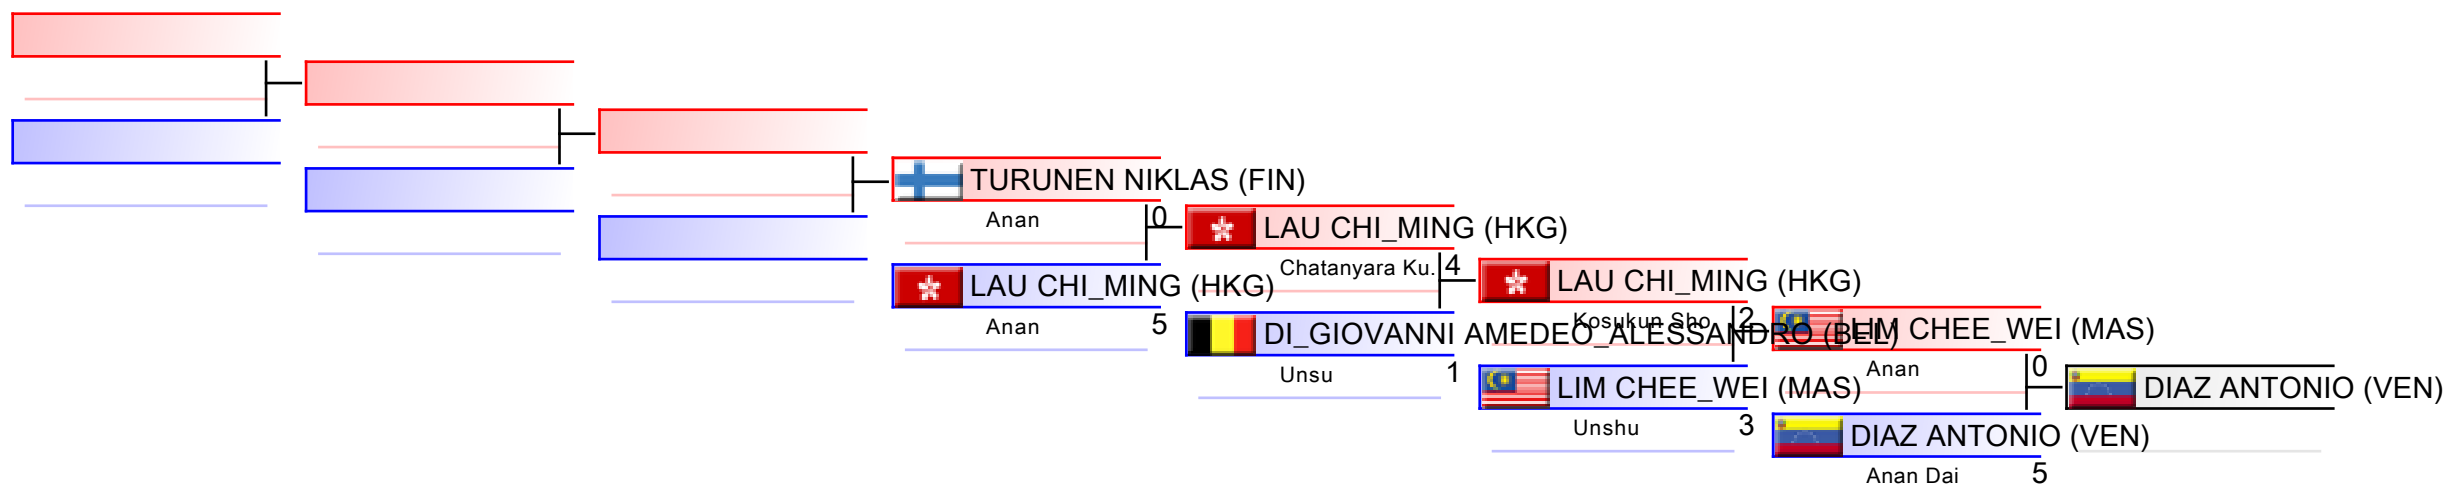 TURUNEN NIKLAS (FIN)
Anan
0
LAU CHI_MING (HKG)
Anan
5
LAU CHI_MING (HKG)
Chatanyara Ku.
4
DI_GIOVANNI AMEDEO_ALESSANDRO (BEL)
Unsu
1
LAU CHI_MING (HKG)
Kosukun Sho
2
LIM CHEE_WEI (MAS)
Unshu
3
LIM CHEE_WEI (MAS)
Anan
0
DIAZ ANTONIO (VEN)
Anan Dai
5
DIAZ ANTONIO (VEN)